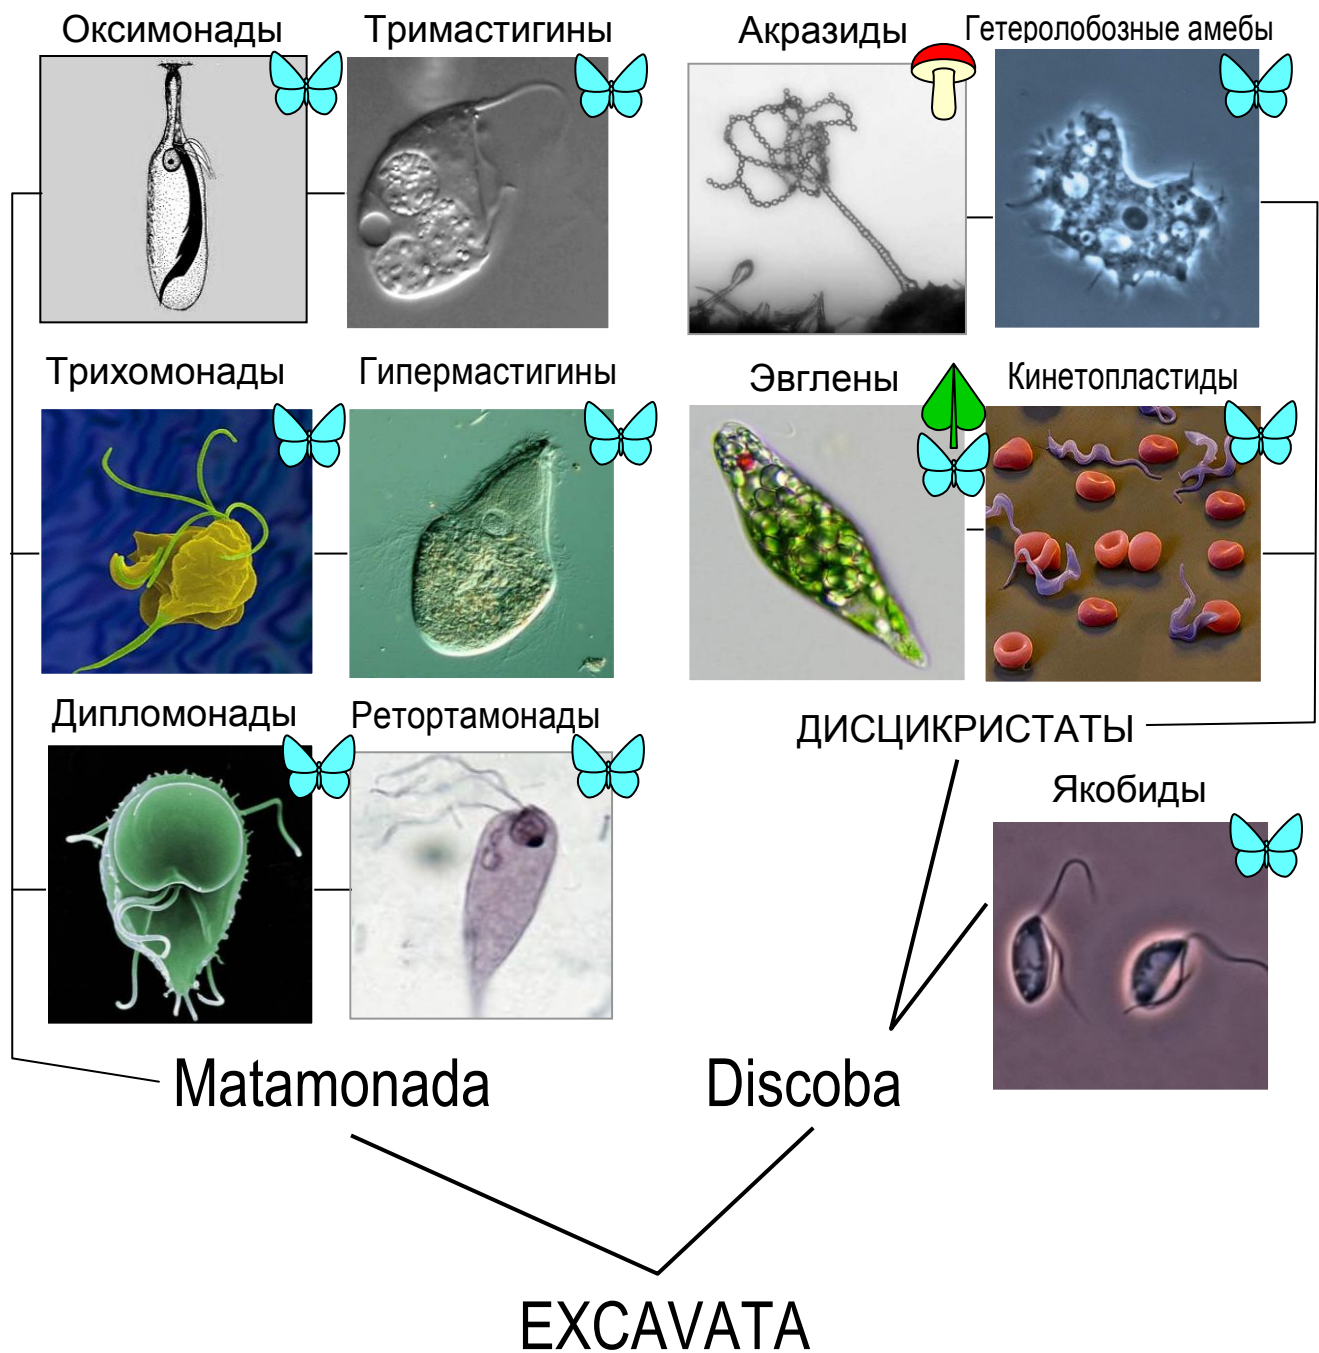 Оксимонады
Тримастигины
Акразиды
Гетеролобозные амебы
Трихомонады
Гипермастигины
Эвглены
Кинетопластиды
Дипломонады
Ретортамонады
ДИСЦИКРИСТАТЫ
Якобиды
Matamonada
Discoba
EXCAVATA